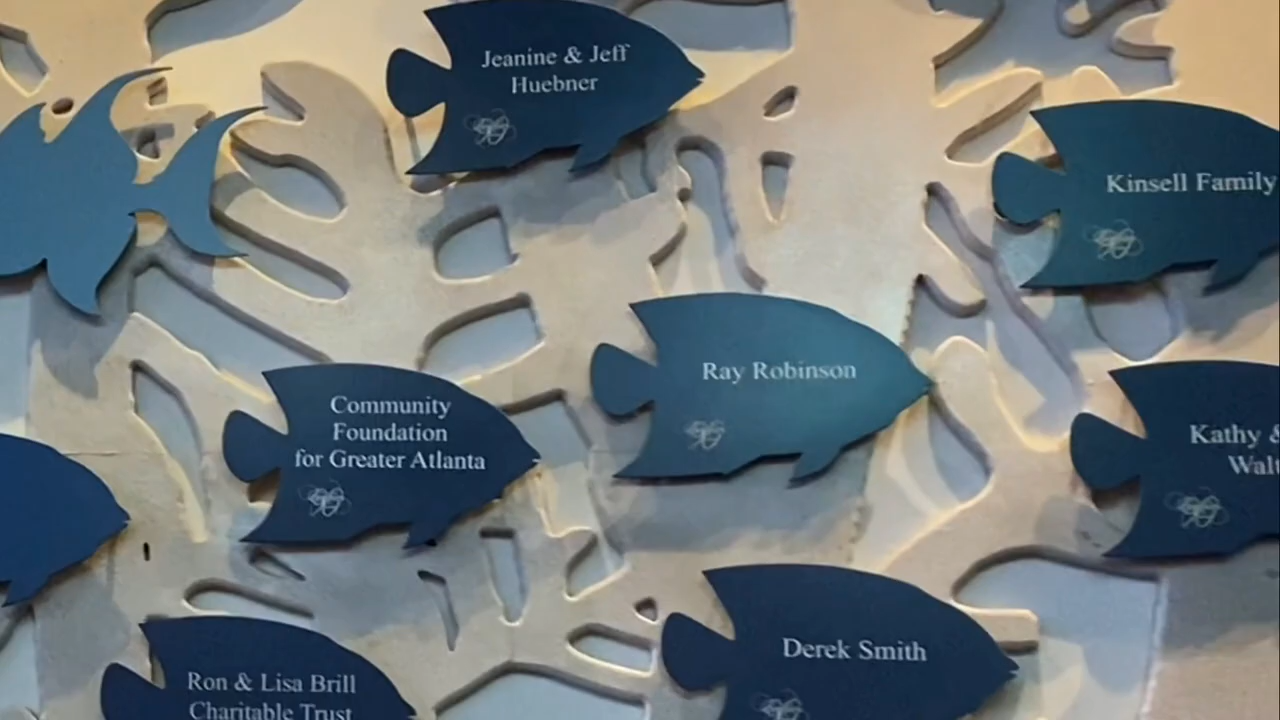 Jeanine & Jeff
Huebner
Kinsell Family
Ray Robinson
Community
Foundation
for Greater Atlanta
Kathy &
Walt
Derek Smith
Ron & Lisa Brill
Charitable Trust